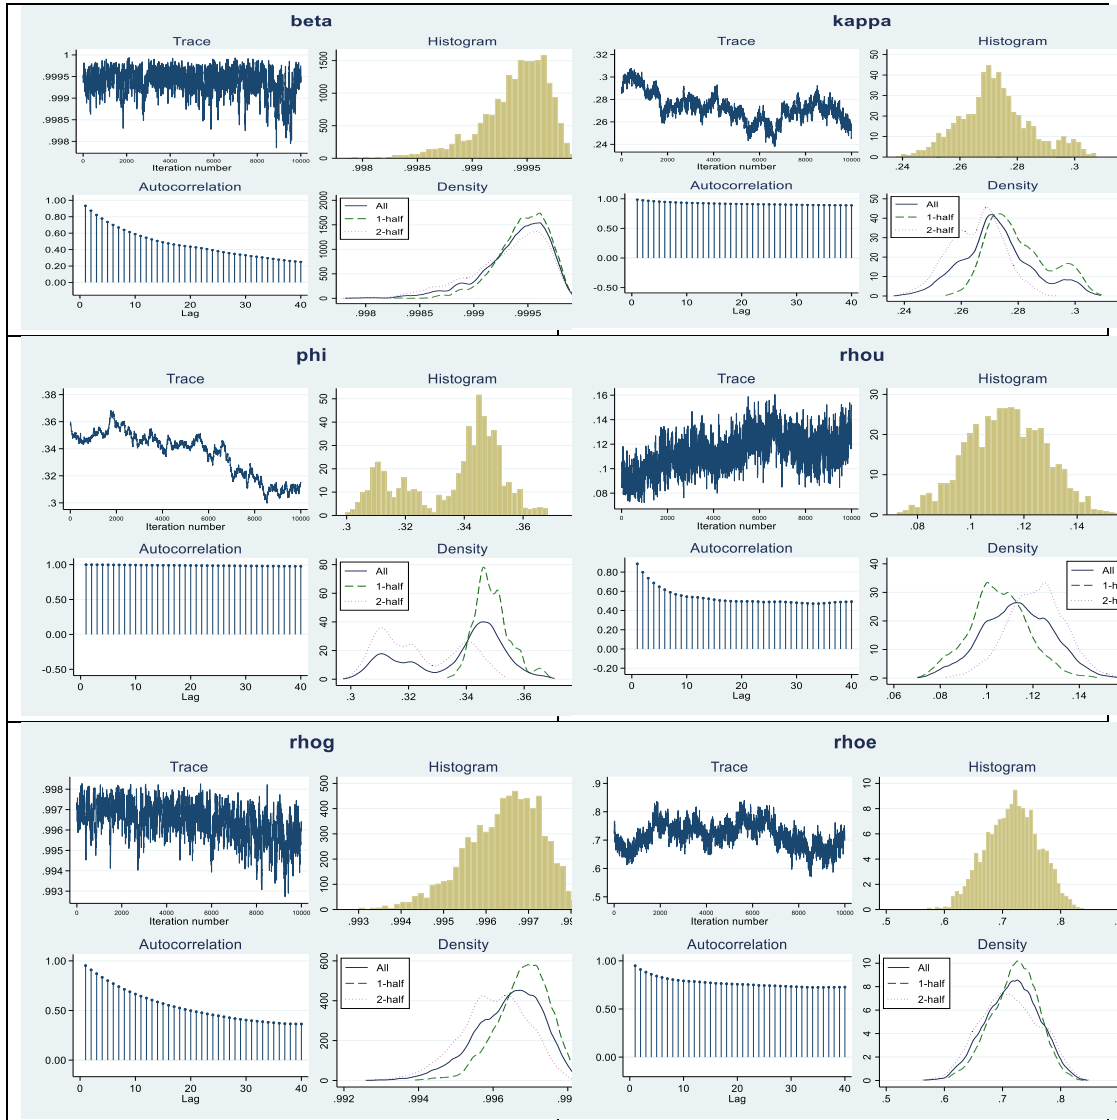 beta
Trace
1
.9995
.999
.9985
.998
0 2000 4000 6000 8000 10000
Iteration number
Histogram
1500
1000
500
0
.998 .9985 .999 .9995
Autocorrelation
1.00
0.80
0.60
0.40
0.20
0.00
0 10 20 30 40
Lag
Density
2000
1500
1000
500
0
All
1-half
2-half
.998 .9985 .999 .9995
kappa
Trace
.32
.3
.28
.26
.24
0 2000 4000 6000 8000 10000
Iteration number
Histogram
50
40
30
20
10
0
.24 .26 .28 .3
Autocorrelation
1.00
0.50
0.00
-0.50
0 10 20 30 40
Lag
Density
50
40
30
20
10
0
All
1-half
2-half
.24 .26 .28 .3
phi
Trace
.38
.36
.34
.32
.3
0 2000 4000 6000 8000 10000
Iteration number
Histogram
50
40
30
20
10
0
.3 .32 .34 .36
Autocorrelation
1.00
0.50
0.00
-0.50
0 10 20 30 40
Lag
Density
80
60
40
20
0
All
1-half
2-half
.3 .32 .34 .36
rhou
Trace
.16
.14
.12
.1
.08
0 2000 4000 6000 8000 10000
Iteration number
Histogram
30
20
10
0
.08 .1 .12 .14
Autocorrelation
0.80
0.60
0.40
0.20
0.00
-0.20
0 10 20 30 40
Lag
Density
40
30
20
10
0
All
1-h
2-h
.06 .08 .1 .12 .14
rhog
Trace
.998
.997
.996
.995
.994
.993
0 2000 4000 6000 8000 10000
Iteration number
Histogram
500
400
300
200
100
0
.993 .994 .995 .996 .997 .99
Autocorrelation
1.00
0.50
0.00
0 10 20 30 40
Lag
Density
600
400
200
0
All
1-half
2-half
.992 .994 .996 .99
rhoe
Trace
.9
.8
.7
.6
.5
0 2000 4000 6000 8000 10000
Iteration number
Histogram
10
8
6
4
2
0
.5 .6 .7 .8
Autocorrelation
1.00
0.50
0.00
0 10 20 30 40
Lag
Density
10
8
6
4
2
0
All
1-half
2-half
.5 .6 .7 .8